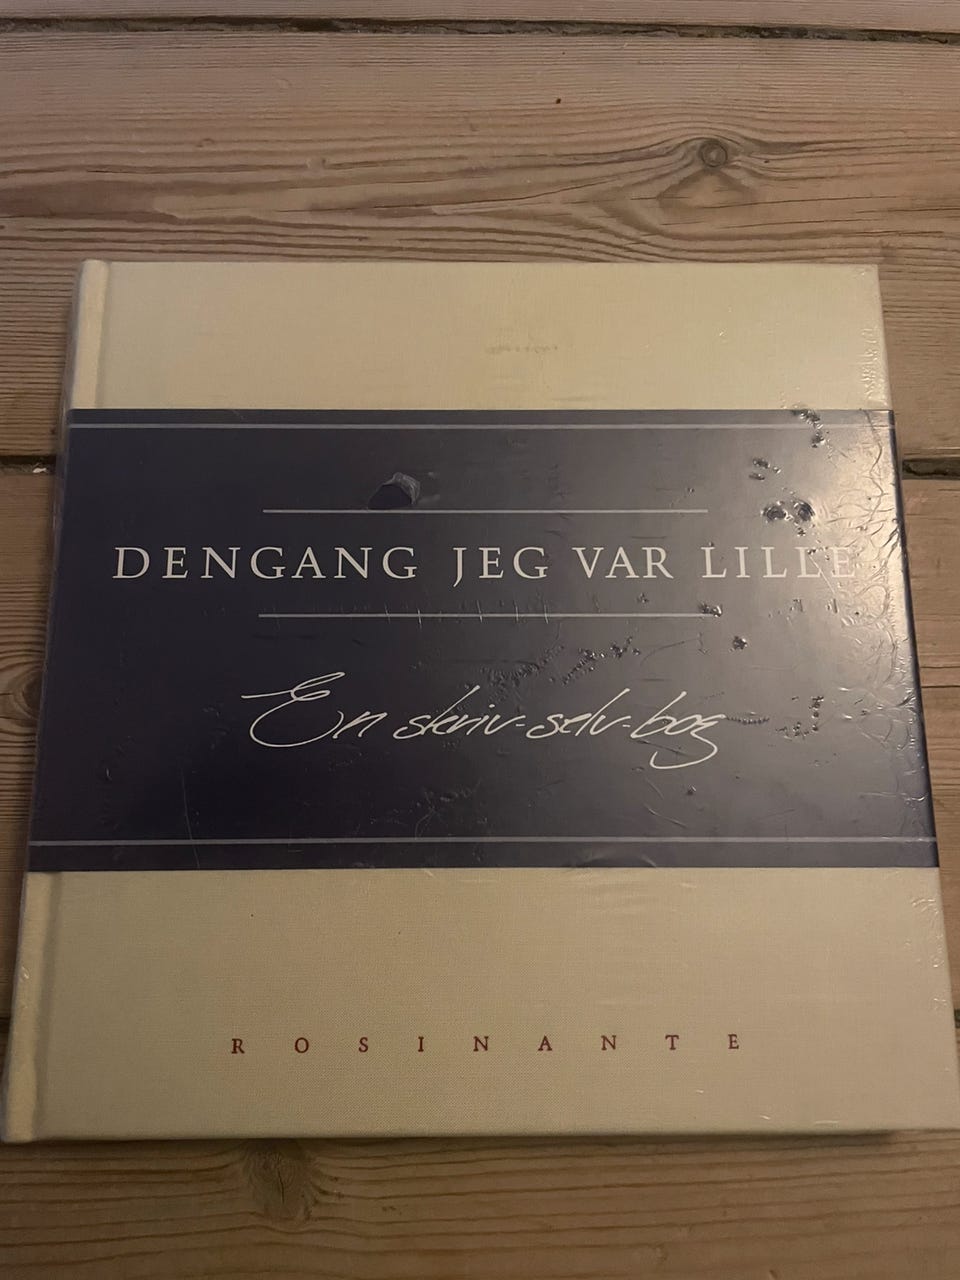 DENGANG JEG VAR LILLE
En skriv-selv-bog
ROSINANTE